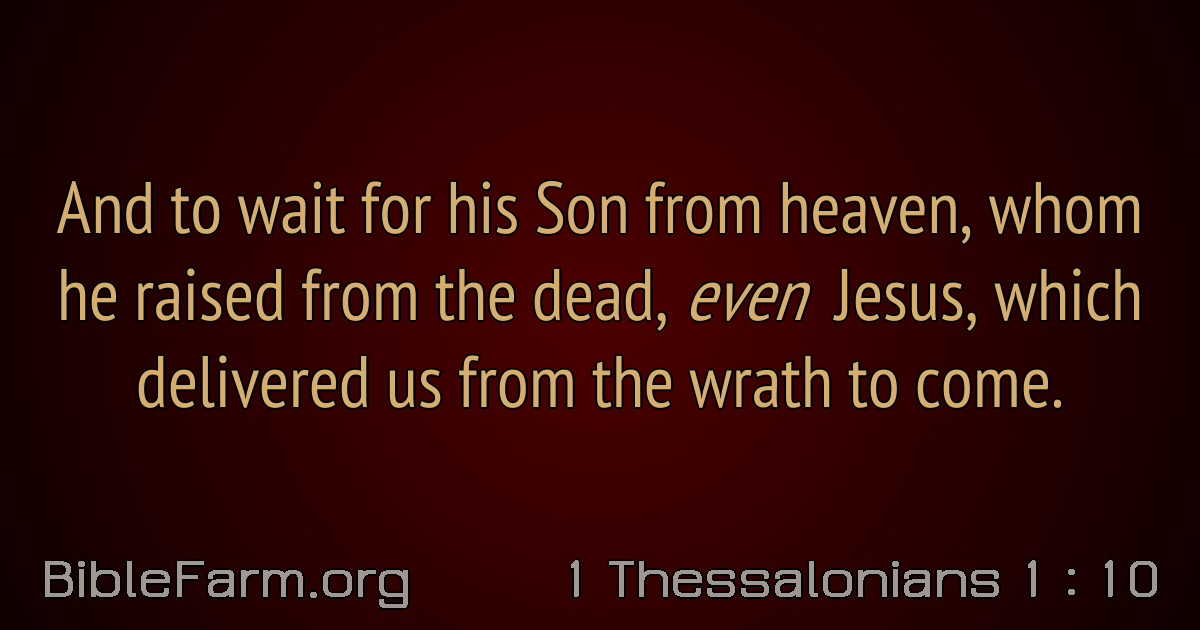 And to wait for his Son from heaven, whom
he raised from the dead, even Jesus, which
delivered us from the wrath to come.
BibleFarm.org
1 Thessalonians 1 : 10